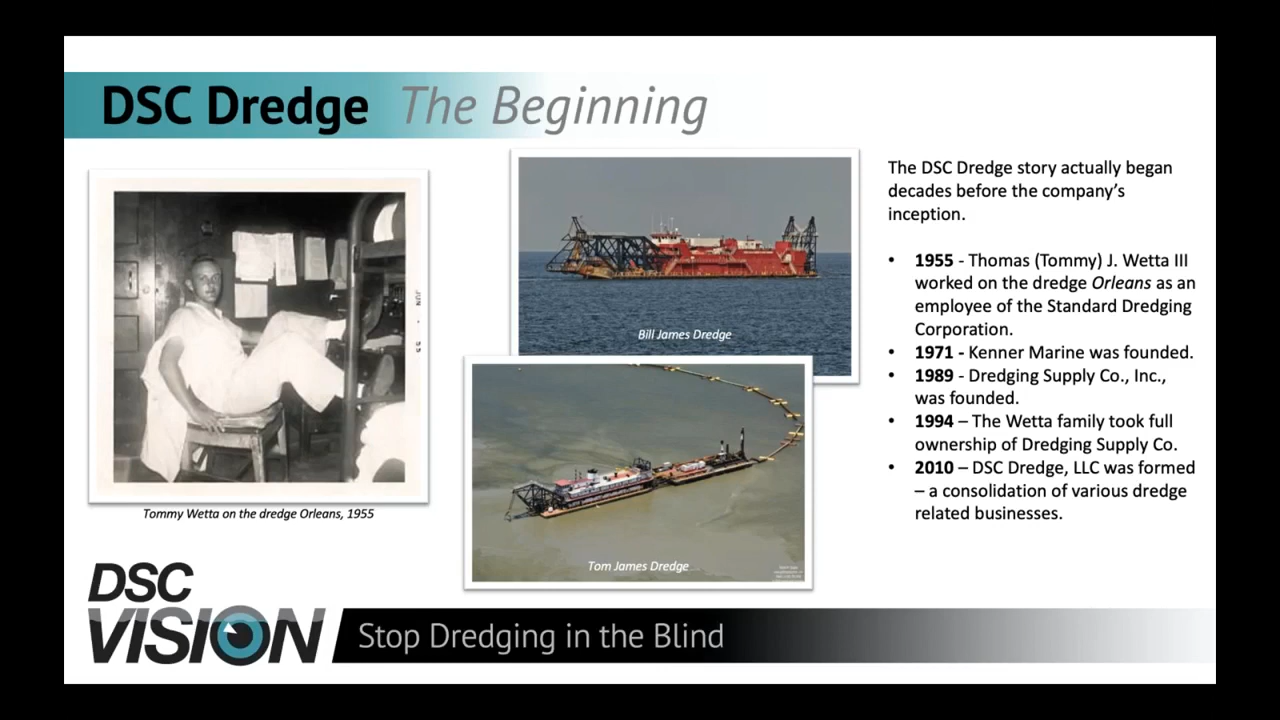 DSC Dredge The Beginning
JUN • 55
Tommy Wetta on the dredge Orleans, 1955
Bill James Dredge
Tom James Dredge
The DSC Dredge story actually began
decades before the company’s
inception.
• 1955 - Thomas (Tommy) J. Wetta III
worked on the dredge Orleans as an
employee of the Standard Dredging
Corporation.
• 1971 - Kenner Marine was founded.
• 1989 - Dredging Supply Co., Inc.,
was founded.
• 1994 – The Wetta family took full
ownership of Dredging Supply Co.
• 2010 – DSC Dredge, LLC was formed
– a consolidation of various dredge
related businesses.
DSC
VISION
Stop Dredging in the Blind